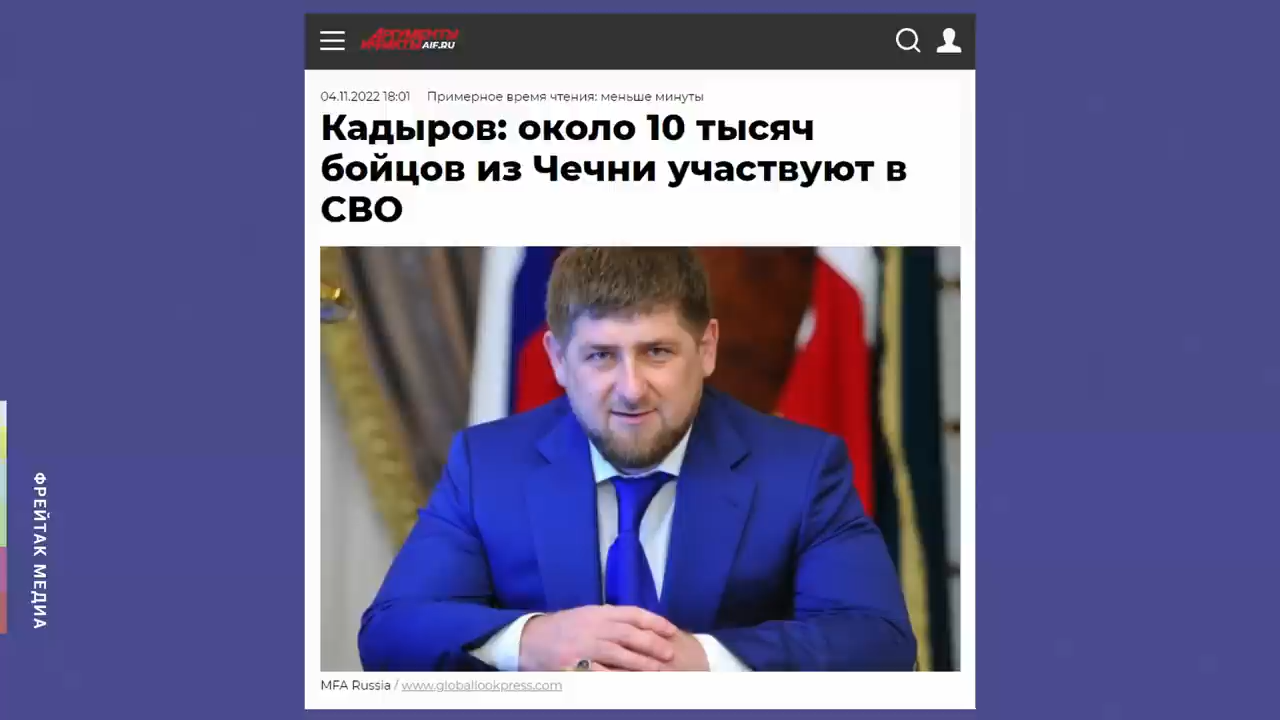 АРГУМЕНТЫ
И ФАКТЫ AIF.RU
04.11.2022 18:01 Примерное время чтения: меньше минуты
Кадыров: около 10 тысяч
бойцов из Чечни участвуют в
СВО
MFA Russia / www.globallookpress.com
ФРЕЙТАК МЕДИА